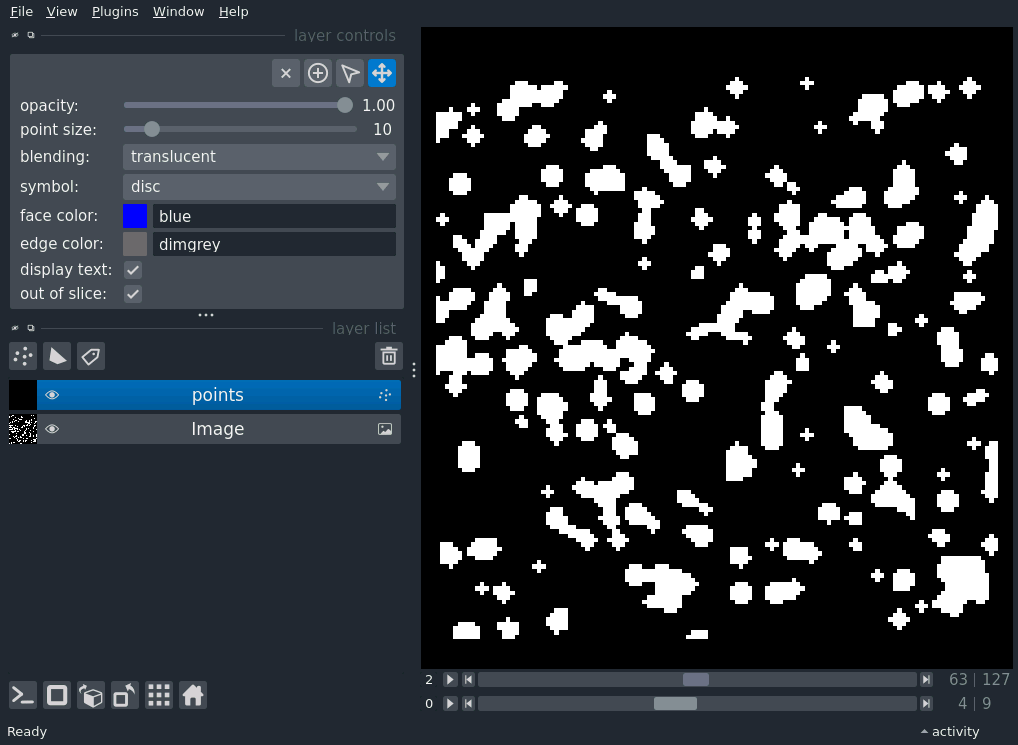 File View Plugins Window Help
layer controls
opacity: 1.00
point size: 10
blending: translucent
symbol: disc
face color: blue
edge color: dimgrey
display text:
out of slice:
layer list
points
Image
2 63 | 127
0 4 | 9
Ready activity